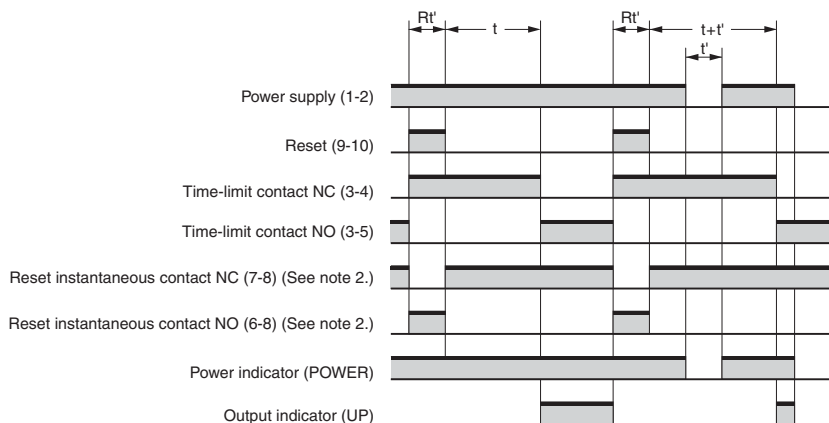 Rt' t Rt' t+t'
t'
Power supply (1-2)
Reset (9-10)
Time-limit contact NC (3-4)
Time-limit contact NO (3-5)
Reset instantaneous contact NC (7-8) (See note 2.)
Reset instantaneous contact NO (6-8) (See note 2.)
Power indicator (POWER)
Output indicator (UP)